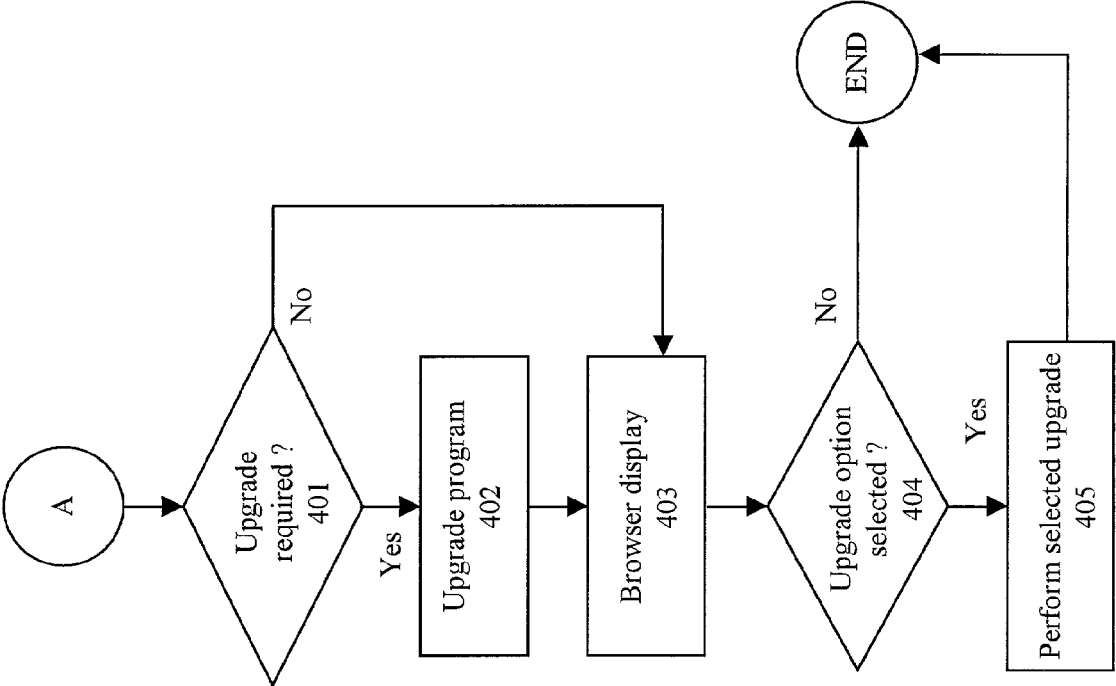 A
Upgrade
required ?
401
No
Yes
Upgrade program
402
Browser display
403
Upgrade option
selected ?
404
No
END
Yes
Perform selected upgrade
405